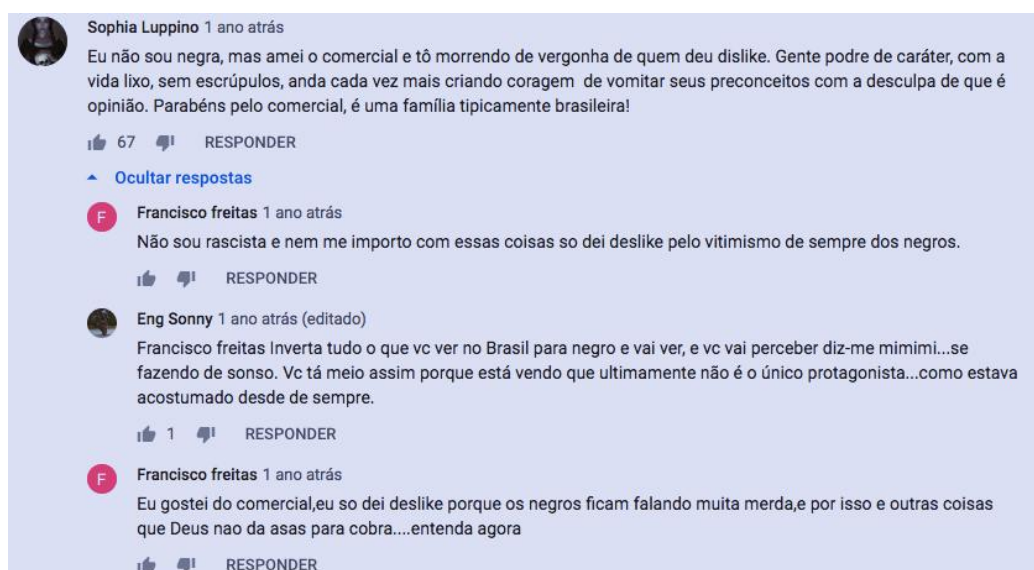 Sophia Luppino 1 ano atrás
Eu não sou negra, mas amei o comercial e tô morrendo de vergonha de quem deu dislike. Gente podre de caráter, com a
vida lixo, sem escrúpulos, anda cada vez mais criando coragem de vomitar seus preconceitos com a desculpa de que é
opinião. Parabéns pelo comercial, é uma família tipicamente brasileira!
67 RESPONDER
Ocultar respostas
F Francisco freitas 1 ano atrás
Não sou rascista e nem me importo com essas coisas so dei deslike pelo vitimismo de sempre dos negros.
RESPONDER
Eng Sonny 1 ano atrás (editado)
Francisco freitas Inverta tudo o que vc ver no Brasil para negro e vai ver, e vc vai perceber diz-me mimimi...se
fazendo de sonso. Vc tá meio assim porque está vendo que ultimamente não é o único protagonista...como estava
acostumado desde de sempre.
1 RESPONDER
F Francisco freitas 1 ano atrás
Eu gostei do comercial,eu so dei deslike porque os negros ficam falando muita merda,e por isso e outras coisas
que Deus nao da asas para cobra....entenda agora
RESPONDER